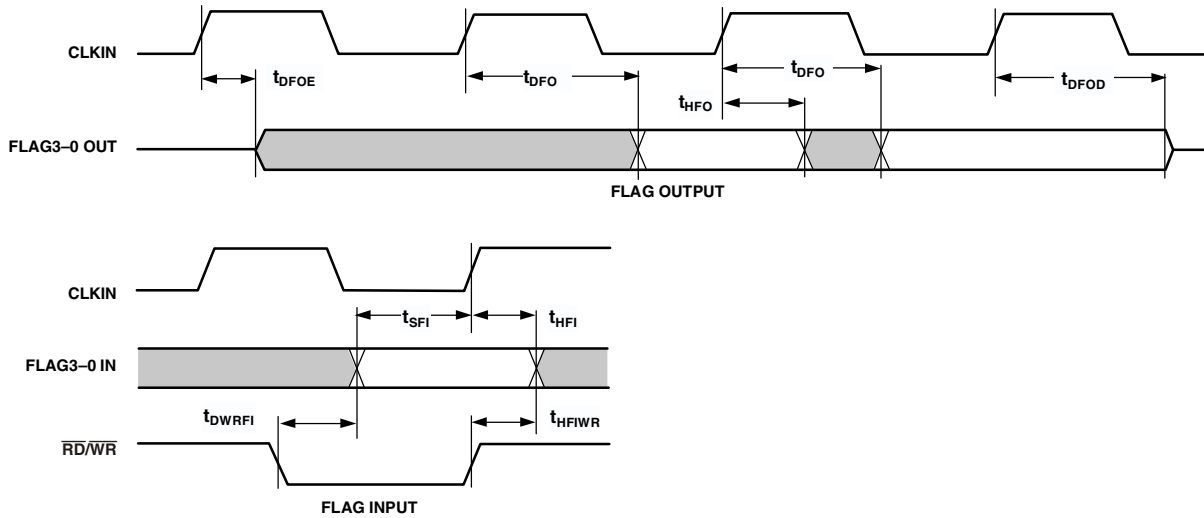 CLKIN
tDFOE
tDFO
tDFO
tDFOD
tHFO
FLAG3–0 OUT
FLAG OUTPUT
CLKIN
tSFI
tHFI
FLAG3–0 IN
tDWRFI
tHFIWR
RD/WR
FLAG INPUT